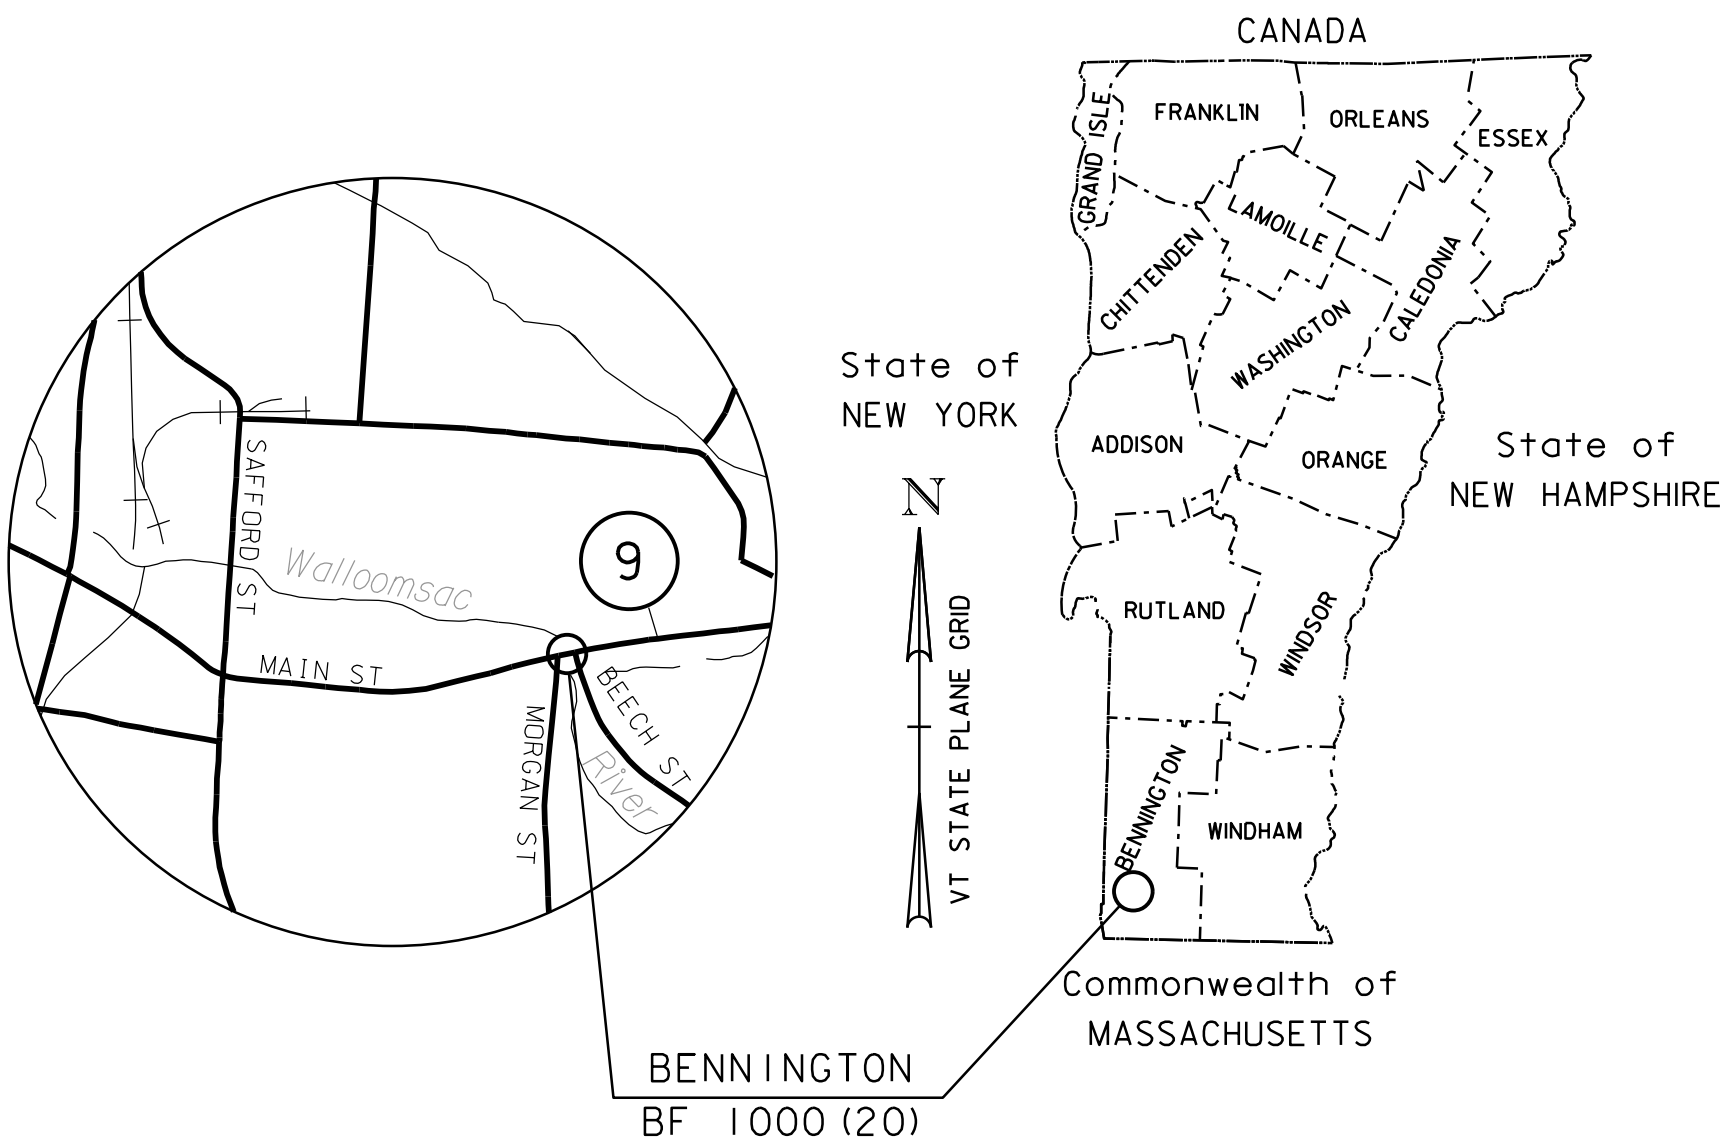 CANADA
GRAND ISLE
FRANKLIN
ORLEANS
ESSEX
LAMOILLE
CHITTENDEN
CALEDONIA
WASHINGTON
State of
NEW YORK
ADDISON
ORANGE
State of
NEW HAMPSHIRE
RUTLAND
WINDSOR
BENNINGTON
WINDHAM
Commonwealth of
MASSACHUSETTS
N
VT STATE PLANE GRID
SAFFORD ST
Walloomsac
9
MAIN ST
BEECH ST
MORGAN ST
River
BENNINGTON
BF 1000 (20)